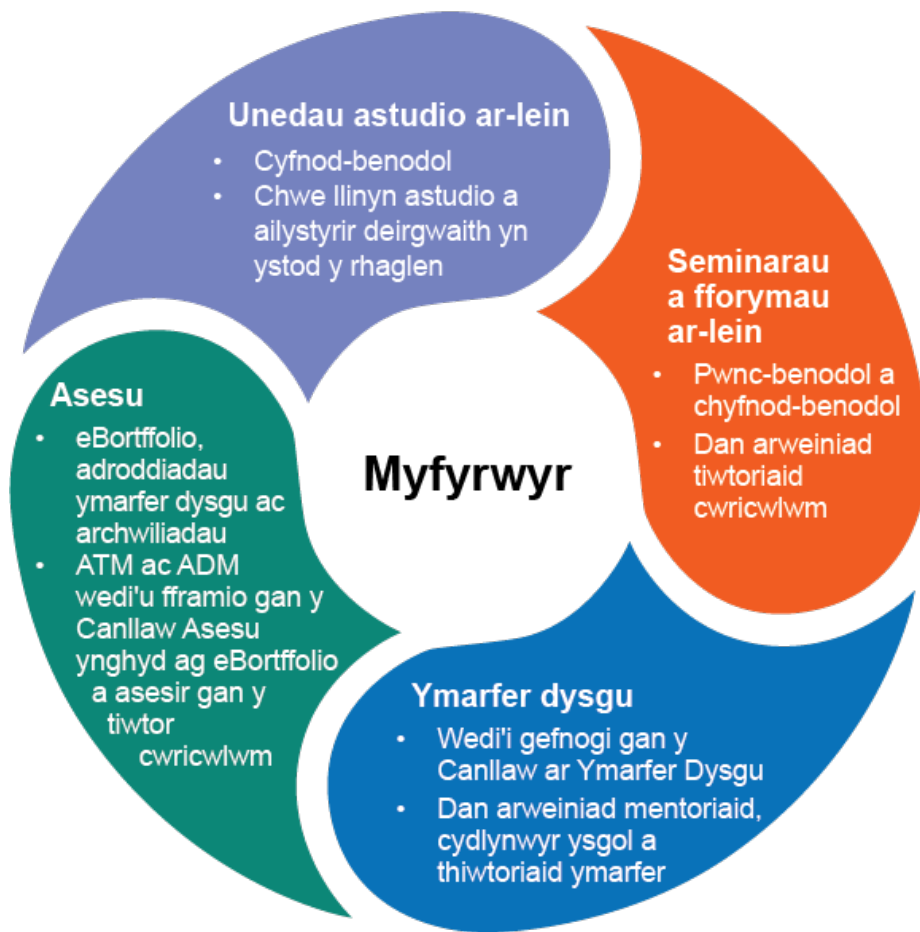 Unedau astudio ar-lein
• Cyfnod-benodol
• Chwe llinyn astudio a
ailystyrir deirgwaith yn
ystod y rhaglen
Seminarau
a fforymau
ar-lein
• Pwnc-benodol a
chyfnod-benodol
• Dan arweiniad
tiwtoriaid
cwricwlwm
Myfyrwyr
Ymarfer dysgu
• Wedi'i gefnogi gan y
Canllaw ar Ymarfer Dysgu
• Dan arweiniad mentoriaid,
cydlynwyr ysgol a
thiwtoriaid ymarfer
Asesu
• eBortffolio,
adroddiadau
ymarfer dysgu ac
archwiliadau
• ATM ac ADM
wedi'u fframio gan y
Canllaw Asesu
ynghyd ag eBortffolio
a asesir gan y
tiwtor
cwricwlwm